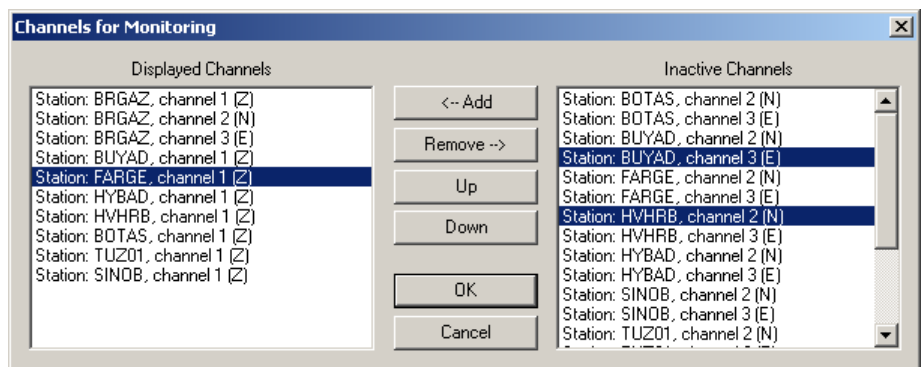 Channels for Monitoring
Displayed Channels
Station: BRGAZ, channel 1 (Z)
Station: BRGAZ, channel 2 (N)
Station: BRGAZ, channel 3 (E)
Station: BUYAD, channel 1 (Z)
Station: FARGE, channel 1 (Z)
Station: HYBAD, channel 1 (Z)
Station: HVHRB, channel 1 (Z)
Station: BOTAS, channel 1 (Z)
Station: TUZ01, channel 1 (Z)
Station: SINOB, channel 1 (Z)
<-- Add
Remove -->
Up
Down
OK
Cancel
Inactive Channels
Station: BOTAS, channel 2 (N)
Station: BOTAS, channel 3 (E)
Station: BUYAD, channel 2 (N)
Station: BUYAD, channel 3 (E)
Station: FARGE, channel 2 (N)
Station: FARGE, channel 3 (E)
Station: HVHRB, channel 2 (N)
Station: HVHRB, channel 3 (E)
Station: HYBAD, channel 2 (N)
Station: HYBAD, channel 3 (E)
Station: SINOB, channel 2 (N)
Station: SINOB, channel 3 (E)
Station: TUZ01, channel 2 (N)